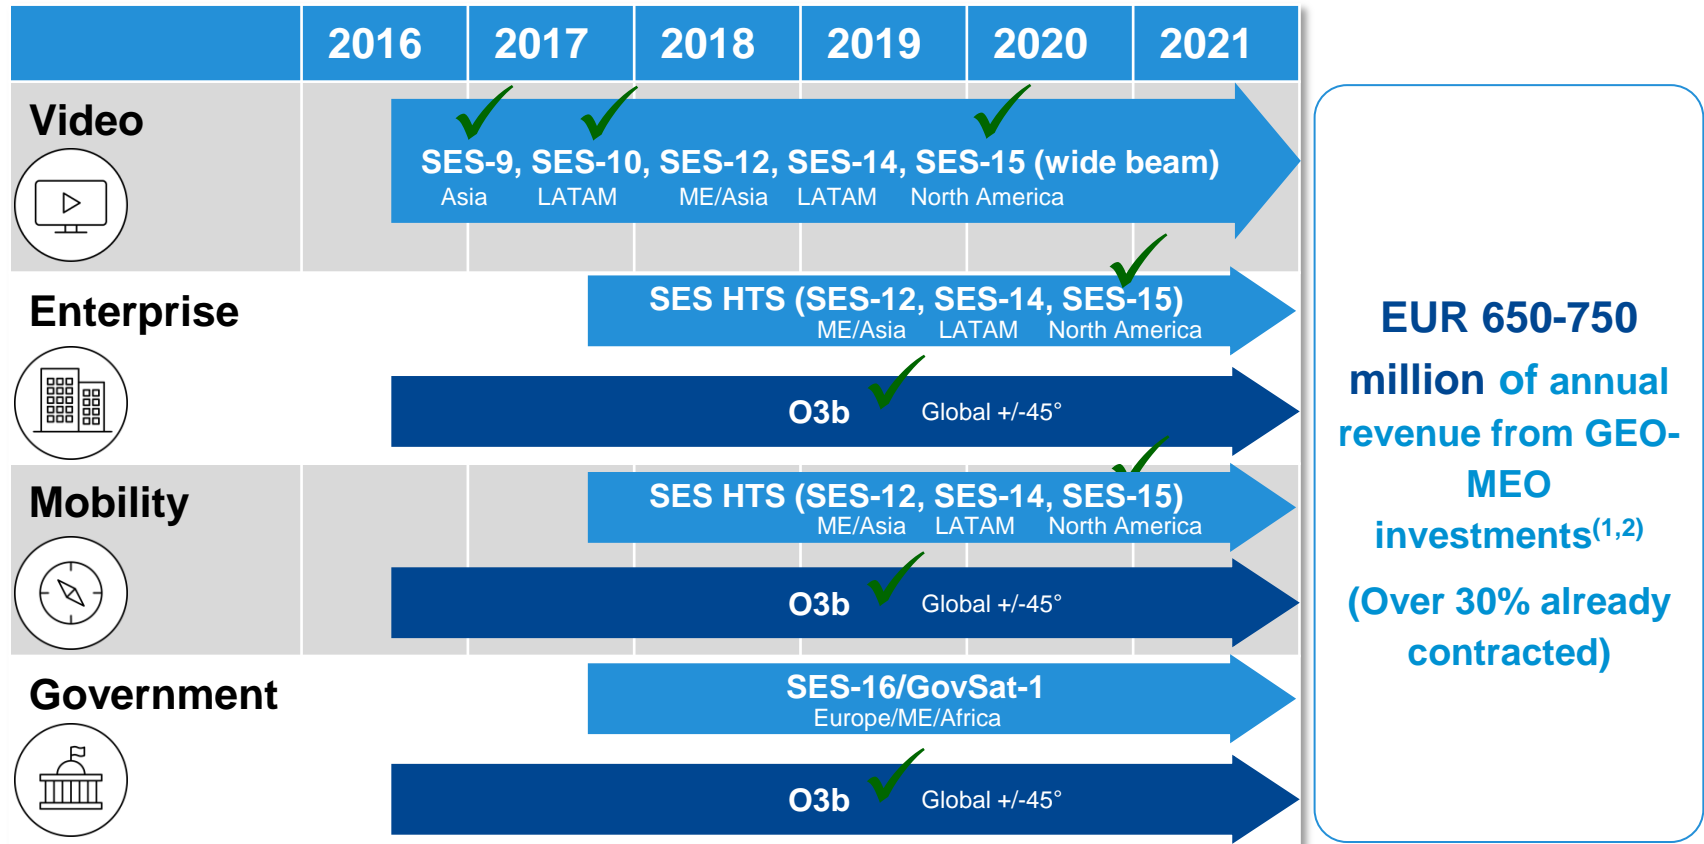 2016 2017 2018 2019 2020 2021
Video
SES-9, SES-10, SES-12, SES-14, SES-15 (wide beam)
Asia LATAM ME/Asia LATAM North America
Enterprise
SES HTS (SES-12, SES-14, SES-15)
ME/Asia LATAM North America
O3b Global +/-45°
Mobility
SES HTS (SES-12, SES-14, SES-15)
ME/Asia LATAM North America
O3b Global +/-45°
Government
SES-16/GovSat-1
Europe/ME/Africa
O3b Global +/-45°
EUR 650-750
million of annual
revenue from GEO-
MEO
investments(1,2)
(Over 30% already
contracted)